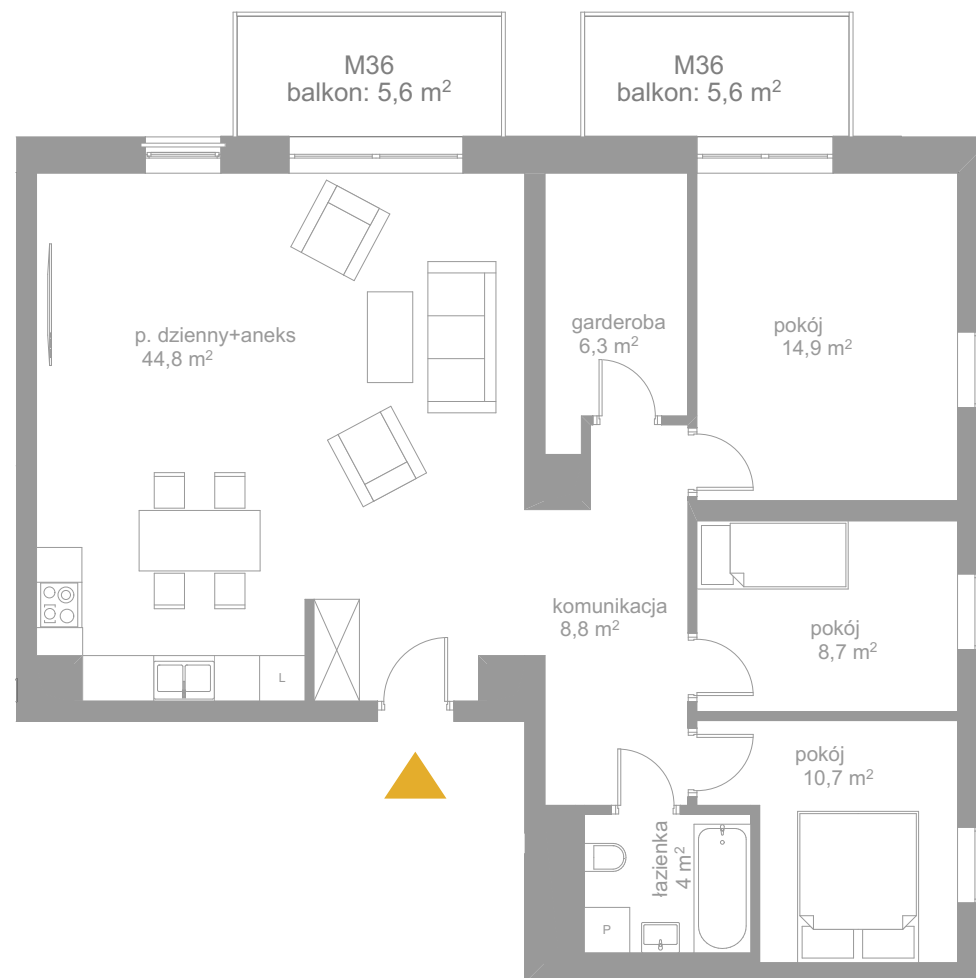 M36
balkon: 5,6 m²
M36
balkon: 5,6 m²
p. dzienny+aneks
44,8 m²
garderoba
6,3 m²
pokój
14,9 m²
komunikacja
8,8 m²
pokój
8,7 m²
L
pokój
10,7 m²
łazienka
4 m²
P